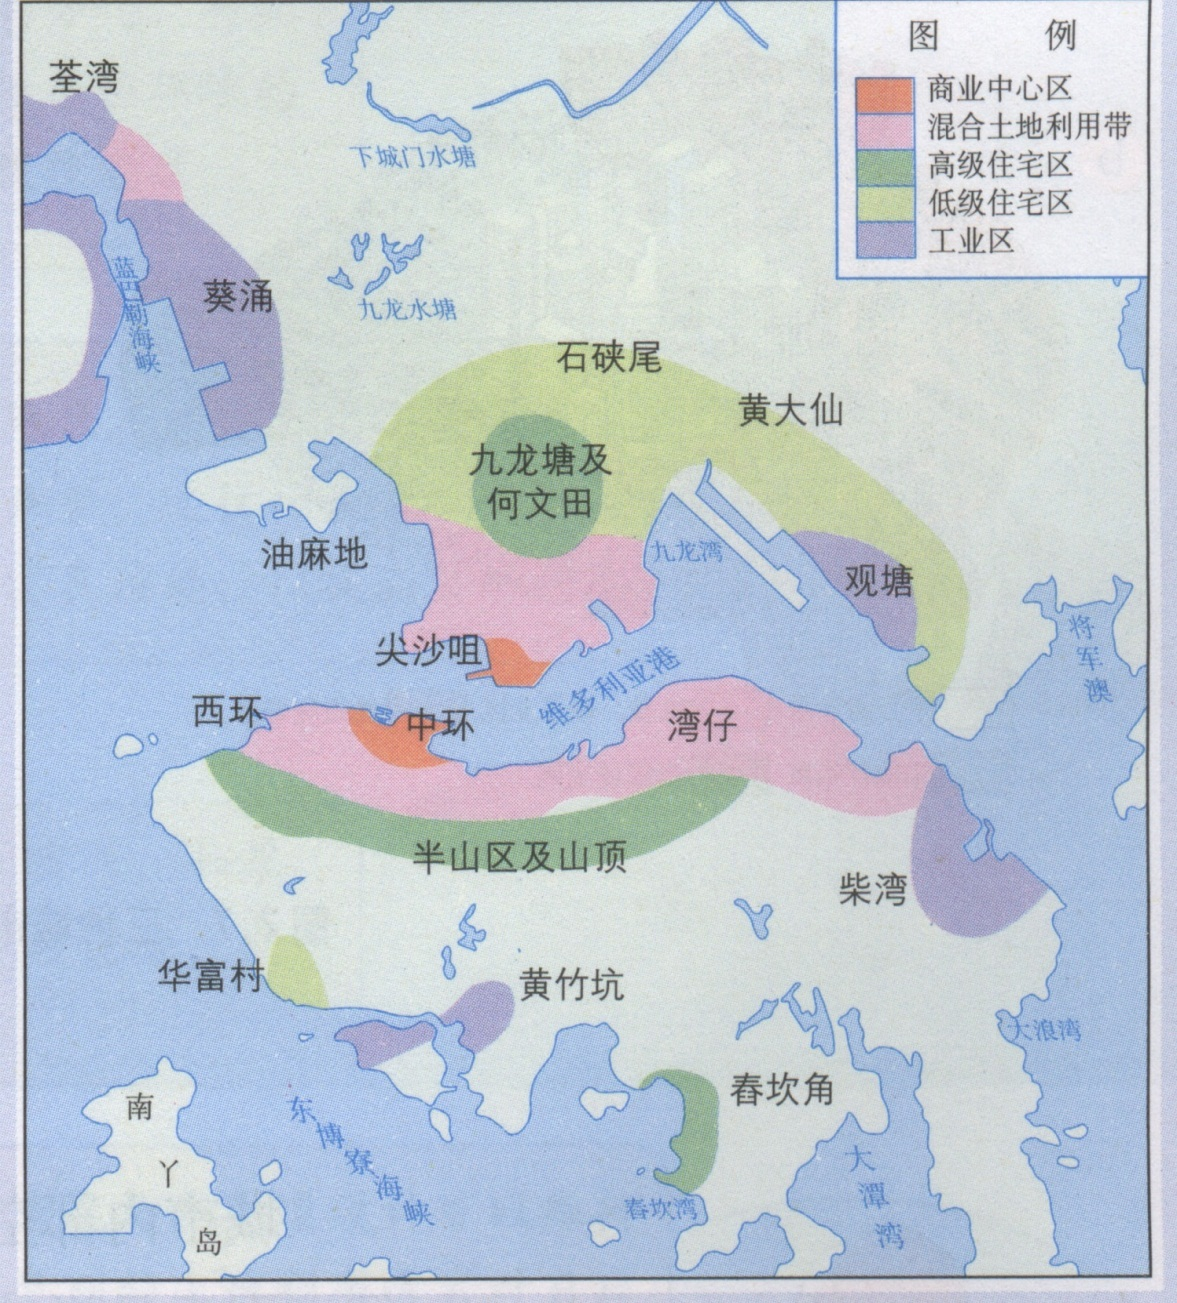 图 例
商业中心区
混合土地利用带
高级住宅区
低级住宅区
工业区
荃湾
下城门水塘
蓝巴勒海峡
葵涌
九龙水塘
石硖尾
黄大仙
九龙塘及
何文田
油麻地
九龙湾
观塘
将军澳
尖沙咀
维多利亚港
西环
中环
湾仔
半山区及山顶
柴湾
华富村
黄竹坑
大浪湾
舂坎角
南丫岛
东博寮海峡
大潭湾
舂坎湾